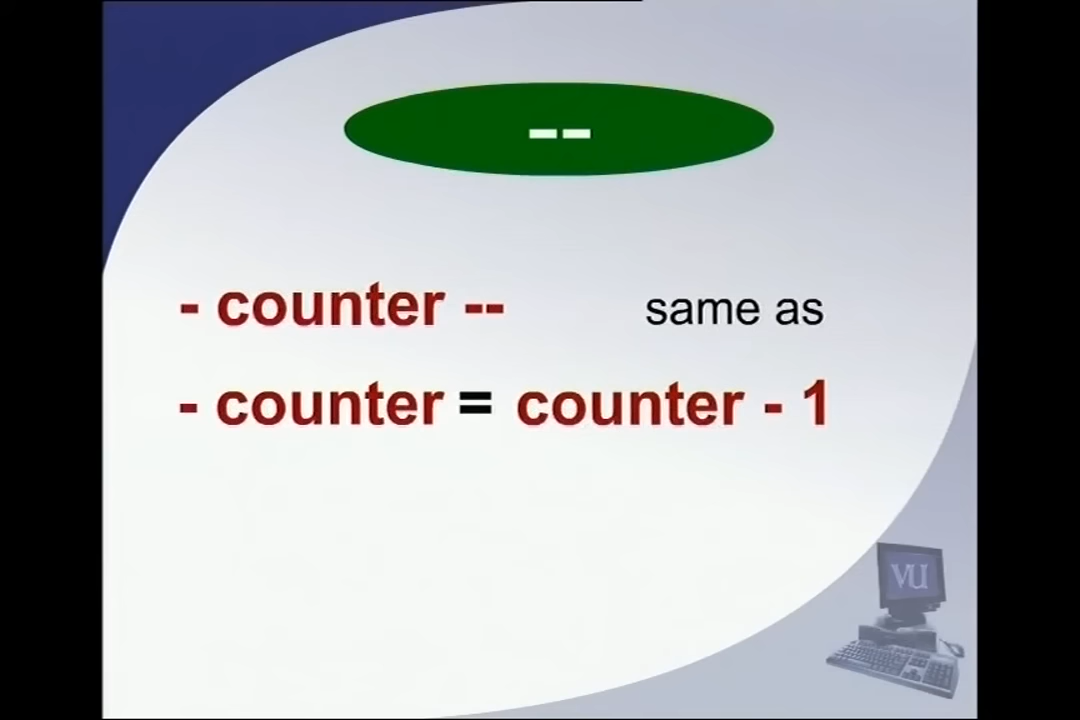 --
- counter -- same as
- counter = counter - 1
VU